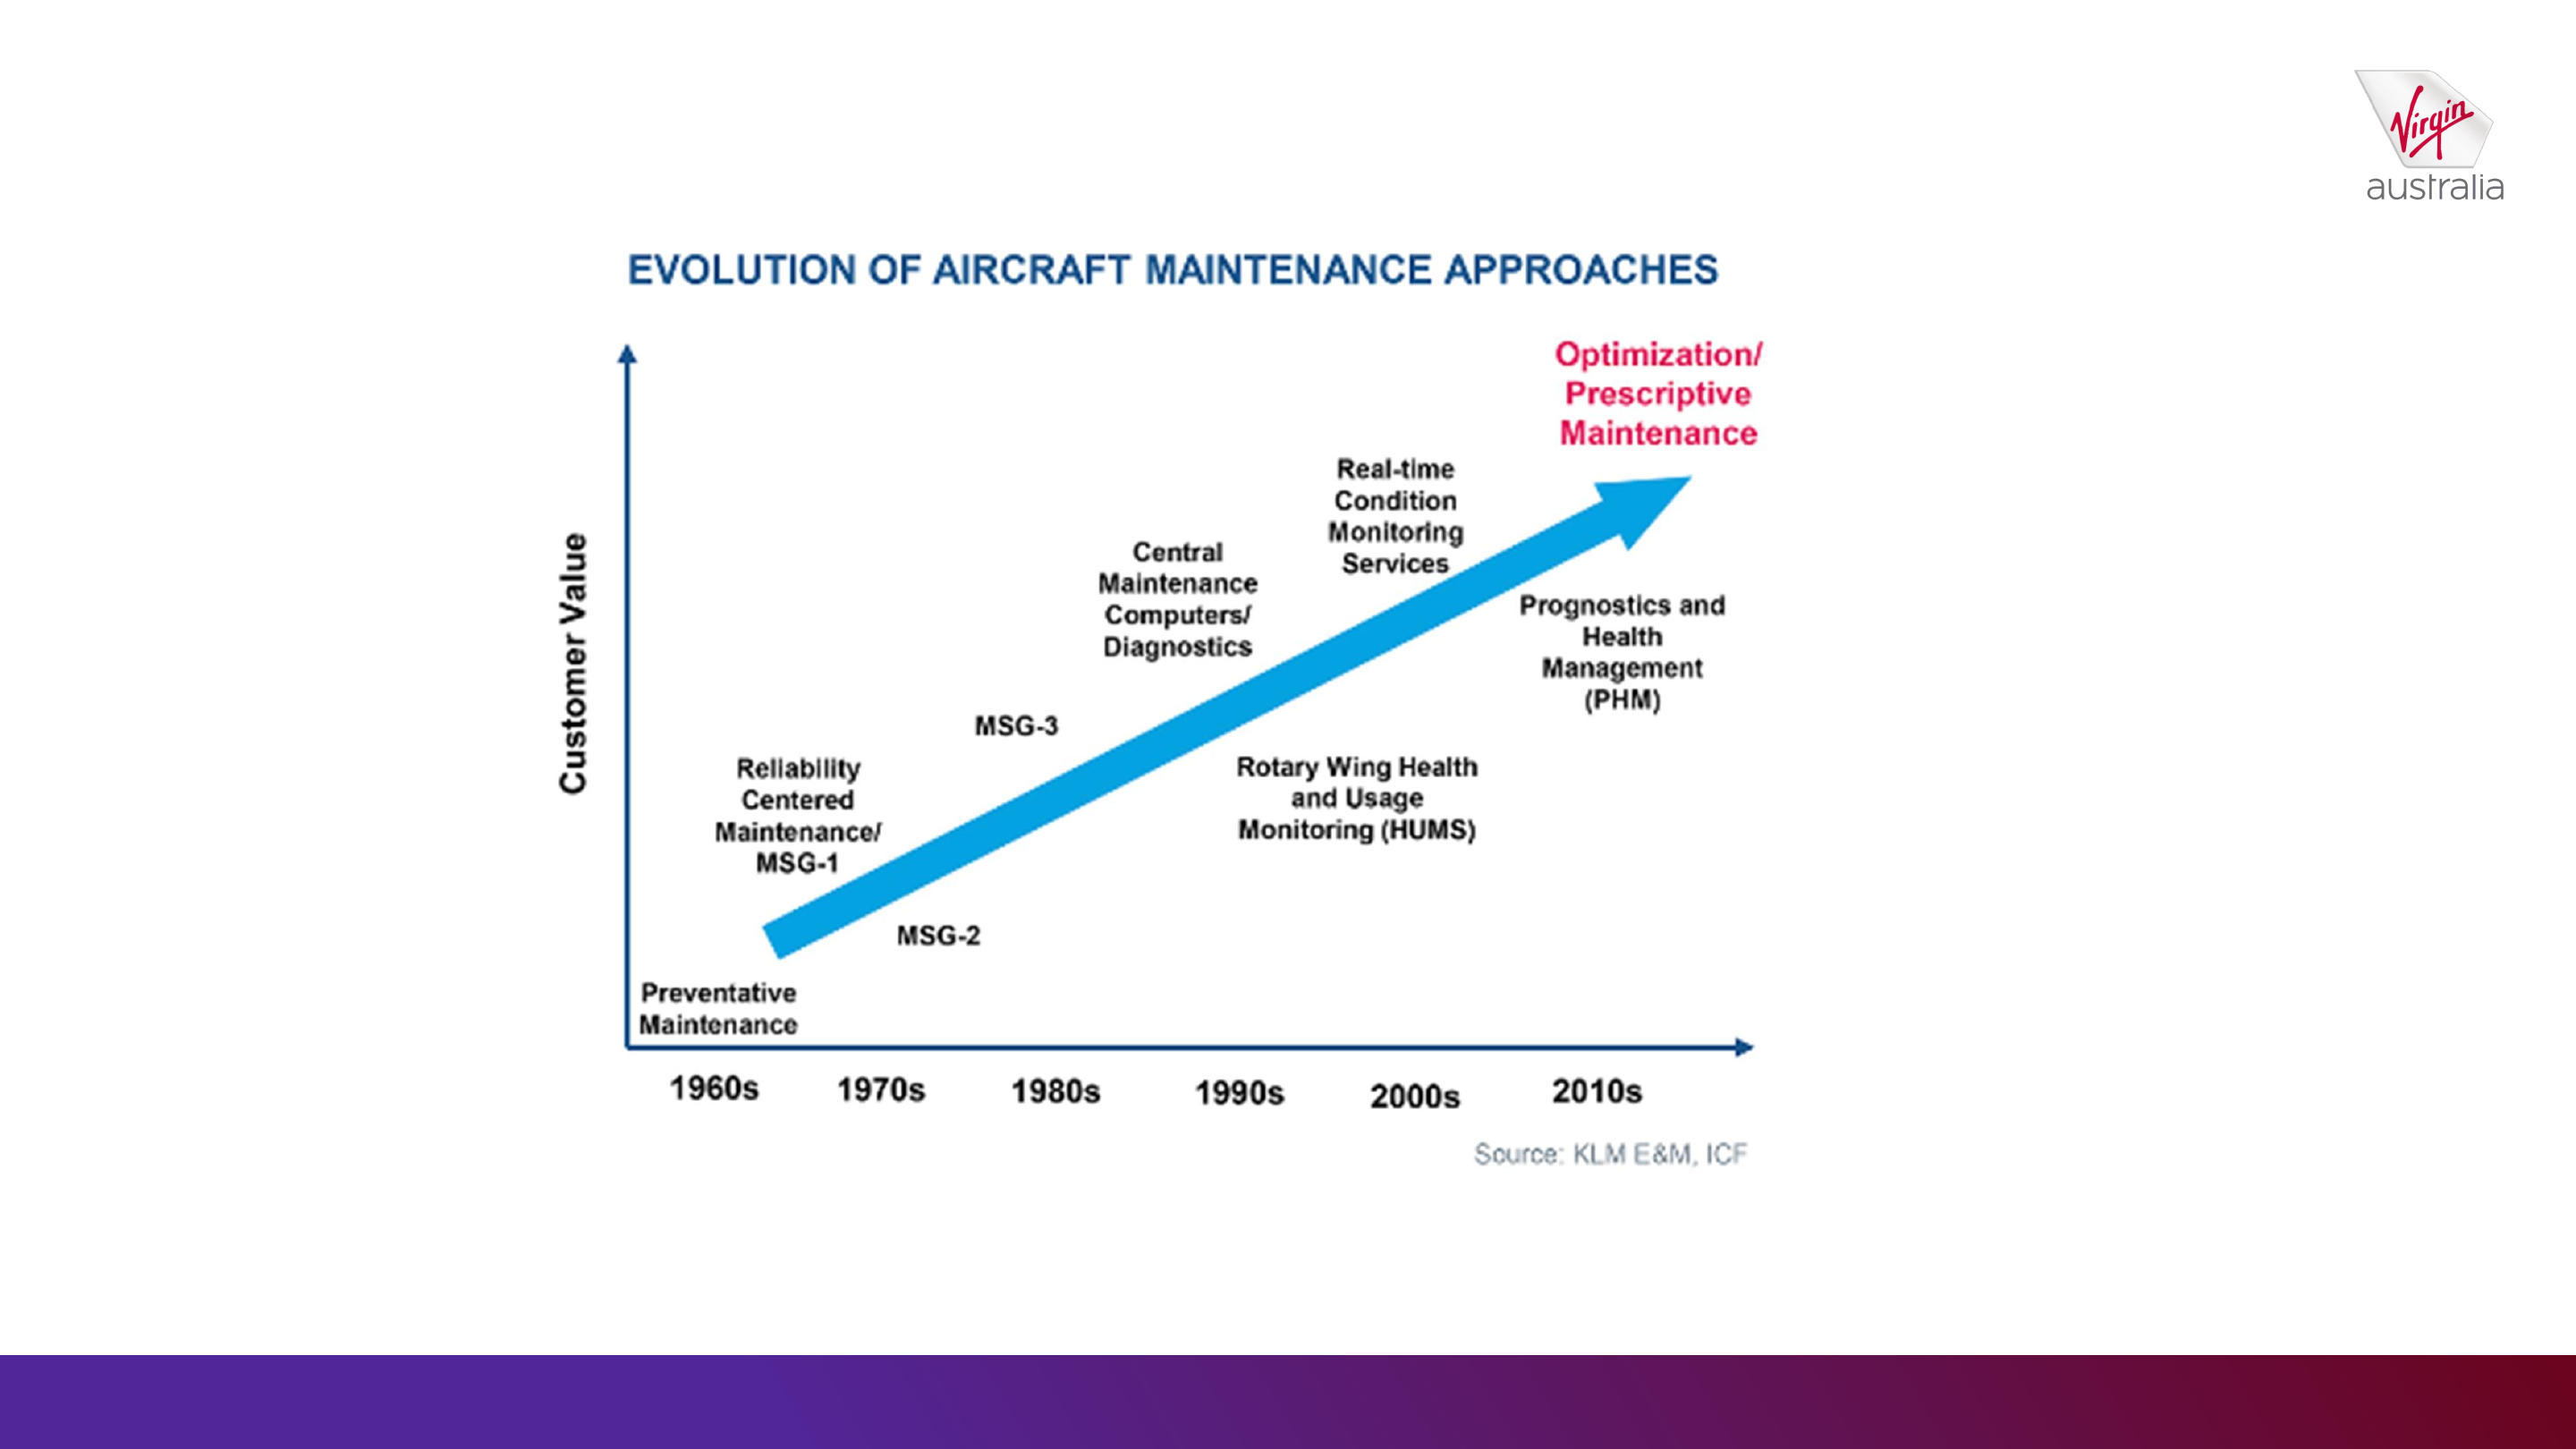 Virgin
australia
EVOLUTION OF AIRCRAFT MAINTENANCE APPROACHES
Customer Value
Optimization/
Prescriptive
Maintenance
Real-time
Condition
Monitoring
Services
Central
Maintenance
Computers/
Diagnostics
Prognostics and
Health
Management
(PHM)
MSG-3
Reliability
Centered
Maintenance/
MSG-1
Rotary Wing Health
and Usage
Monitoring (HUMS)
MSG-2
Preventative
Maintenance
1960s
1970s
1980s
1990s
2000s
2010s
Source: KLM E&M, ICF